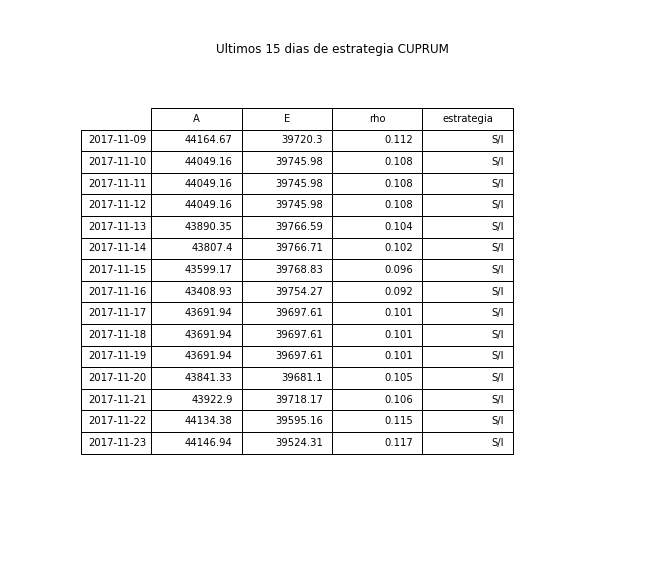 Ultimos 15 dias de estrategia CUPRUM
A E rho estrategia
2017-11-09 44164.67 39720.3 0.112 S/I
2017-11-10 44049.16 39745.98 0.108 S/I
2017-11-11 44049.16 39745.98 0.108 S/I
2017-11-12 44049.16 39745.98 0.108 S/I
2017-11-13 43890.35 39766.59 0.104 S/I
2017-11-14 43807.4 39766.71 0.102 S/I
2017-11-15 43599.17 39768.83 0.096 S/I
2017-11-16 43408.93 39754.27 0.092 S/I
2017-11-17 43691.94 39697.61 0.101 S/I
2017-11-18 43691.94 39697.61 0.101 S/I
2017-11-19 43691.94 39697.61 0.101 S/I
2017-11-20 43841.33 39681.1 0.105 S/I
2017-11-21 43922.9 39718.17 0.106 S/I
2017-11-22 44134.38 39595.16 0.115 S/I
2017-11-23 44146.94 39524.31 0.117 S/I